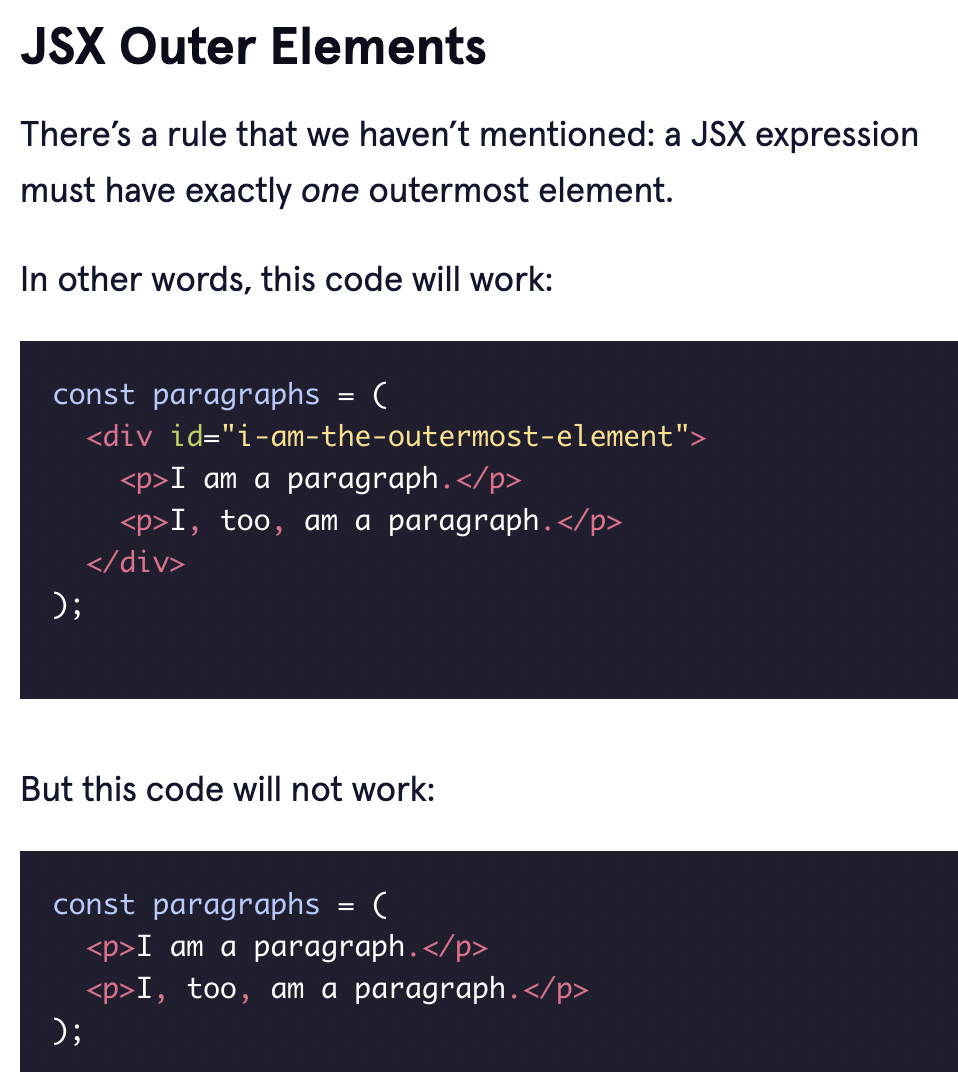 JSX Outer Elements
There’s a rule that we haven’t mentioned: a JSX expression
must have exactly one outermost element.
In other words, this code will work:
const paragraphs = (
  <div id="i-am-the-outermost-element">
    <p>I am a paragraph.</p>
    <p>I, too, am a paragraph.</p>
  </div>
);
But this code will not work:
const paragraphs = (
  <p>I am a paragraph.</p>
  <p>I, too, am a paragraph.</p>
);